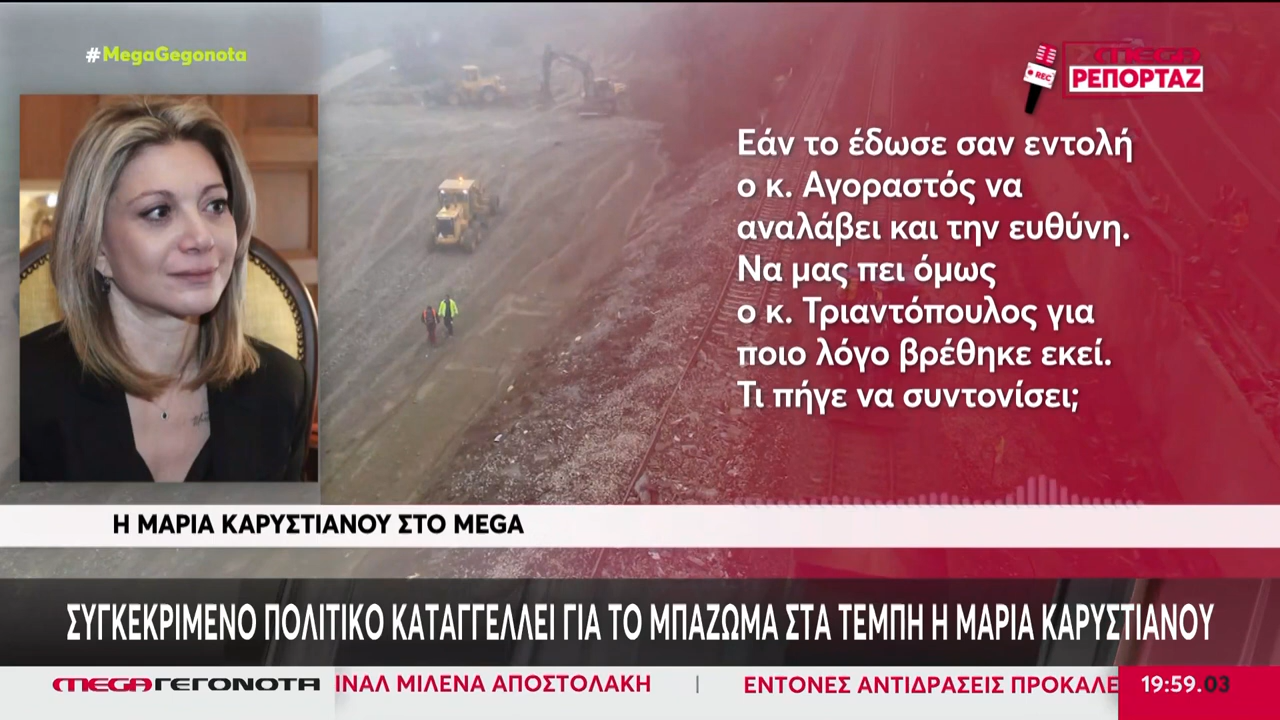 #MegaGegonota
MEGA
REC
ΡΕΠΟΡΤΑΖ
Εάν το έδωσε σαν εντολή
ο κ. Αγοραστός να
αναλάβει και την ευθύνη.
Να μας πει όμως
ο κ. Τριαντόπουλος για
ποιο λόγο βρέθηκε εκεί.
Τι πήγε να συντονίσει;
Η ΜΑΡΙΑ ΚΑΡΥΣΤΙΑΝΟΥ ΣΤΟ MEGA
ΣΥΓΚΕΚΡΙΜΕΝΟ ΠΟΛΙΤΙΚΟ ΚΑΤΑΓΓΕΛΛΕΙ ΓΙΑ ΤΟ ΜΠΑΖΩΜΑ ΣΤΑ ΤΕΜΠΗ Η ΜΑΡΙΑ ΚΑΡΥΣΤΙΑΝΟΥ
MEGA ΓΕΓΟΝΟΤΑ ΙΝΑΛ ΜΙΛΕΝΑ ΑΠΟΣΤΟΛΑΚΗ | ΕΝΤΟΝΕΣ ΑΝΤΙΔΡΑΣΕΙΣ ΠΡΟΚΑΛΕ 19:59.03